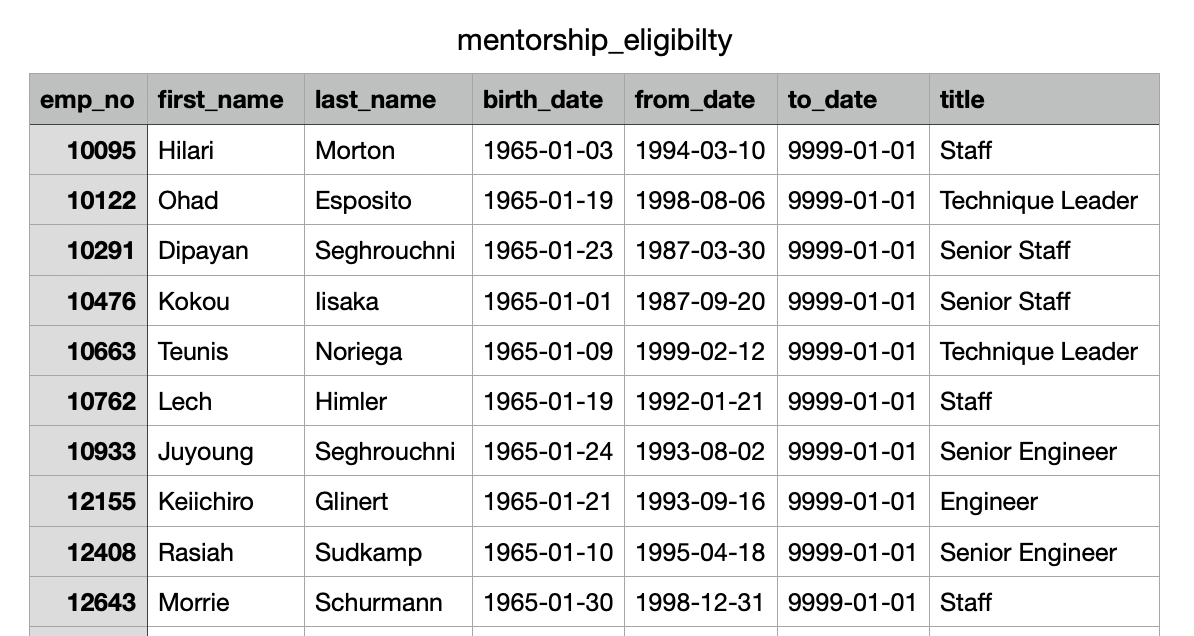 mentorship_eligibilty
emp_no first_name last_name birth_date from_date to_date title
10095 Hilari Morton 1965-01-03 1994-03-10 9999-01-01 Staff
10122 Ohad Esposito 1965-01-19 1998-08-06 9999-01-01 Technique Leader
10291 Dipayan Seghrouchni 1965-01-23 1987-03-30 9999-01-01 Senior Staff
10476 Kokou Iisaka 1965-01-01 1987-09-20 9999-01-01 Senior Staff
10663 Teunis Noriega 1965-01-09 1999-02-12 9999-01-01 Technique Leader
10762 Lech Himler 1965-01-19 1992-01-21 9999-01-01 Staff
10933 Juyoung Seghrouchni 1965-01-24 1993-08-02 9999-01-01 Senior Engineer
12155 Keiichiro Glinert 1965-01-21 1993-09-16 9999-01-01 Engineer
12408 Rasiah Sudkamp 1965-01-10 1995-04-18 9999-01-01 Senior Engineer
12643 Morrie Schurmann 1965-01-30 1998-12-31 9999-01-01 Staff